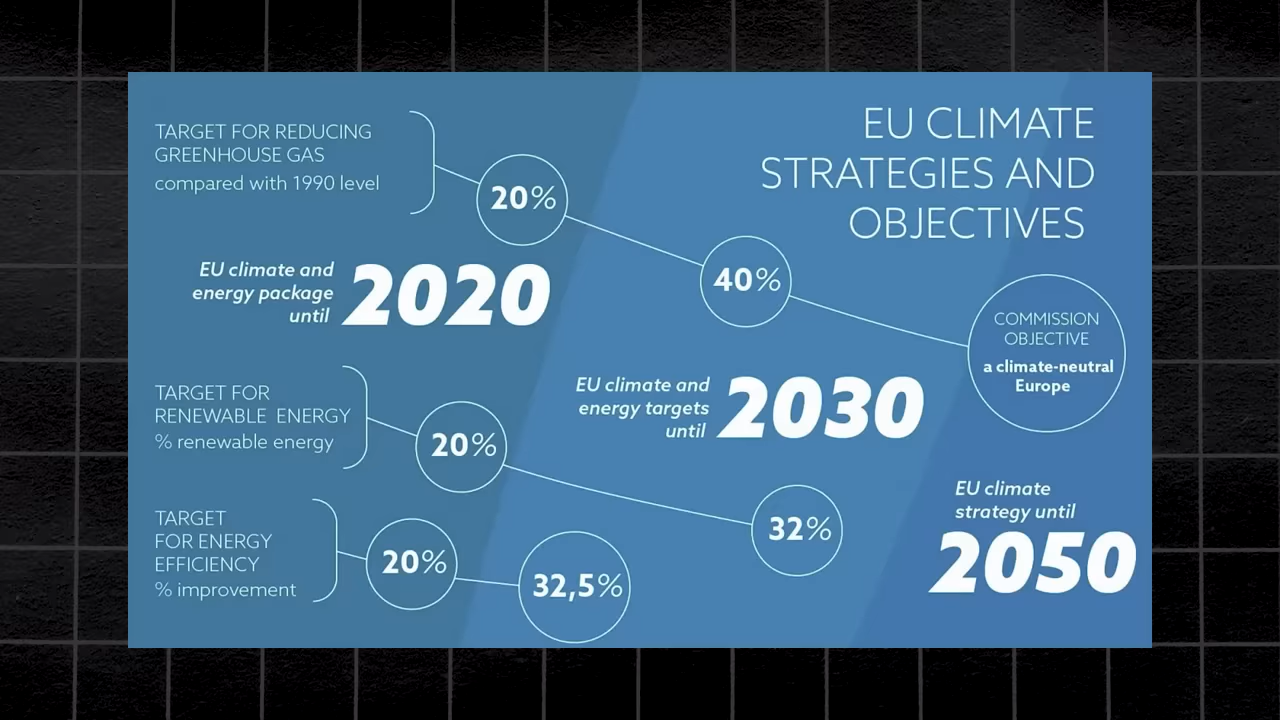 EU CLIMATE
STRATEGIES AND
OBJECTIVES
TARGET FOR REDUCING
GREENHOUSE GAS
compared with 1990 level
20%
40%
COMMISSION
OBJECTIVE
a climate-neutral
Europe
EU climate and
energy package
until
2020
EU climate and
energy targets
until
2030
EU climate
strategy until
2050
TARGET FOR
RENEWABLE ENERGY
% renewable energy
20%
32%
TARGET
FOR ENERGY
EFFICIENCY
% improvement
20%
32,5%